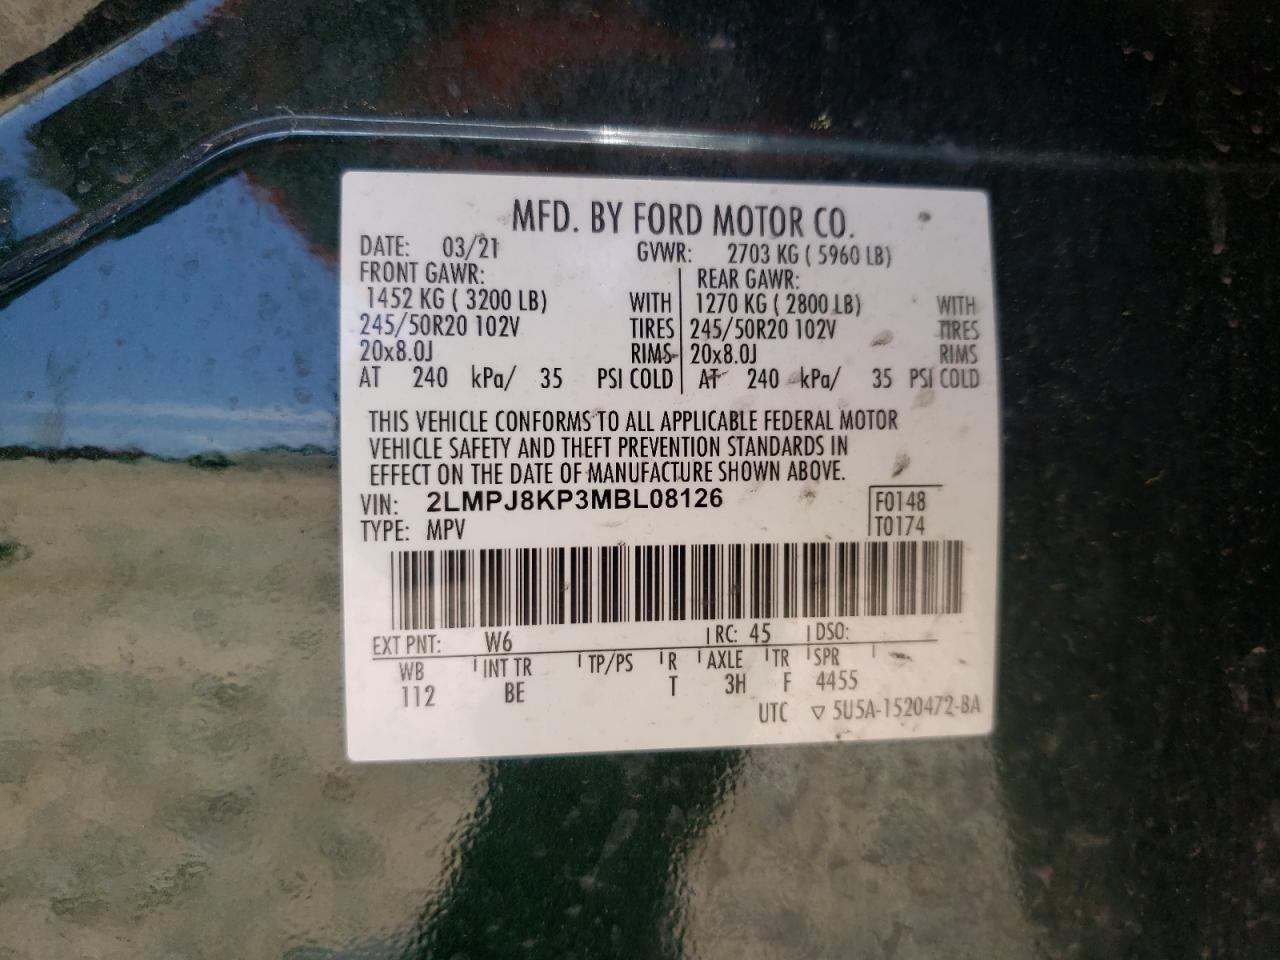 MFD. BY FORD MOTOR CO.
DATE: 03/21 GVWR: 2703 KG ( 5960 LB)
FRONT GAWR: REAR GAWR:
1452 KG ( 3200 LB) WITH 1270 KG ( 2800 LB) WITH
245/50R20 102V TIRES 245/50R20 102V TIRES
20x8.0J RIMS 20x8.0J RIMS
AT 240 kPa/ 35 PSI COLD AT 240 kPa/ 35 PSI COLD
THIS VEHICLE CONFORMS TO ALL APPLICABLE FEDERAL MOTOR
VEHICLE SAFETY AND THEFT PREVENTION STANDARDS IN
EFFECT ON THE DATE OF MANUFACTURE SHOWN ABOVE.
VIN: 2LMPJ8KP3MBL08126 F0148
TYPE: MPV T0174
EXT PNT: W6 RC: 45 DSO:
WB INT TR TP/PS R AXLE TR SPR
112 BE T 3H F 4455
UTC ▽ 5U5A-1520472-BA